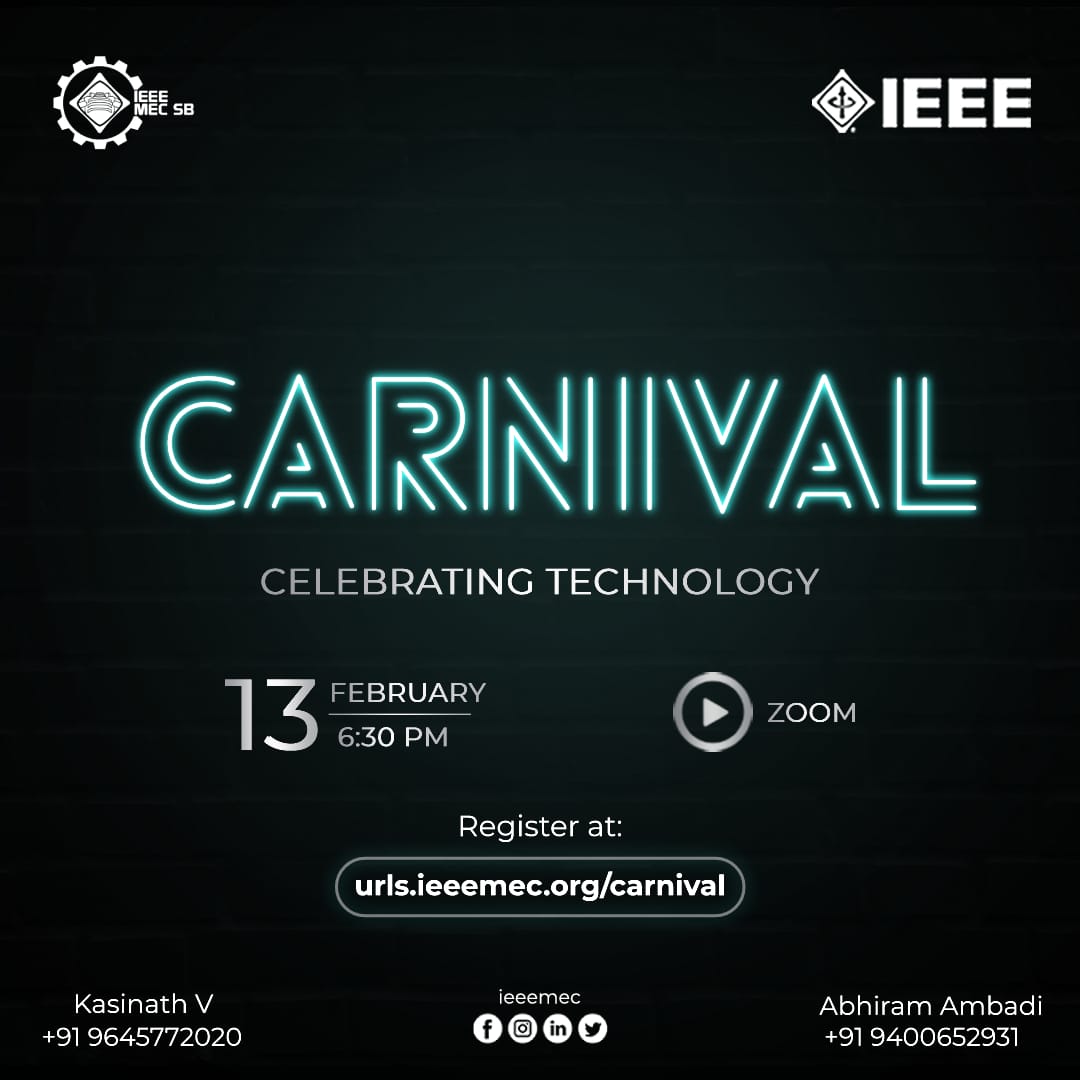 IEEE
MEC SB
IEEE
CARNIVAL
CELEBRATING TECHNOLOGY
13 FEBRUARY
6:30 PM
ZOOM
Register at:
urls.ieeemec.org/carnival
Kasinath V
+91 9645772020
ieeemec
Abhiram Ambadi
+91 9400652931